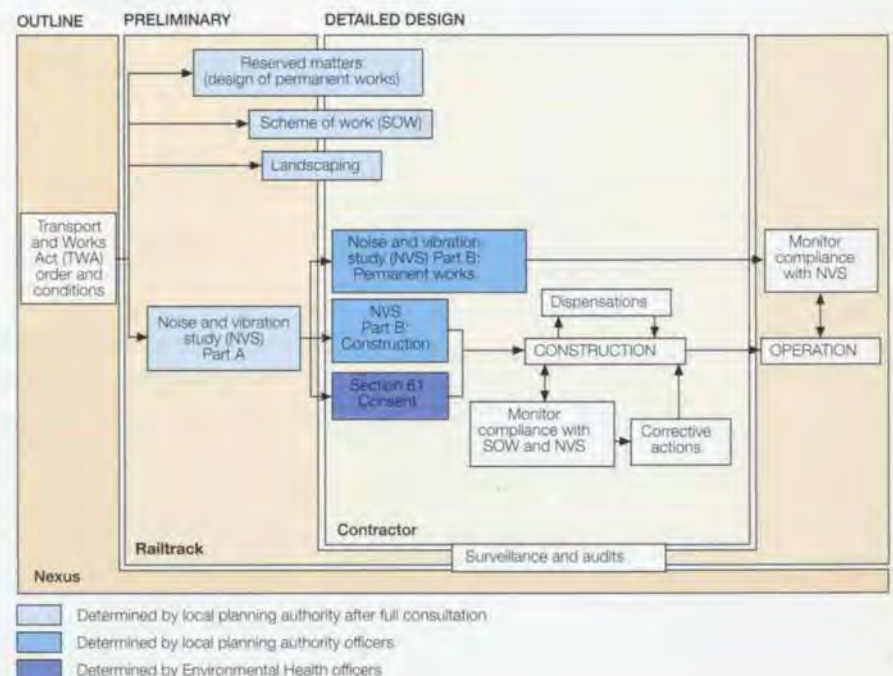 OUTLINE
PRELIMINARY
DETAILED DESIGN
Reserved matters
(design of permanent works)
Scheme of work (SOW)
Landscaping
Transport
and Works
Act (TWA)
order and
conditions
Noise and vibration
study (NVS)
Part A
Noise and vibration
study (NVS) Part B:
Permanent works
NVS
Part B:
Construction
Section 61
Consent
Dispensations
CONSTRUCTION
Monitor
compliance with
SOW and NVS
Corrective
actions
Monitor
compliance
with NVS
OPERATION
Contractor
Railtrack
Surveillance and audits
Nexus
Determined by local planning authority after full consultation
Determined by local planning authority officers
Determined by Environmental Health officers